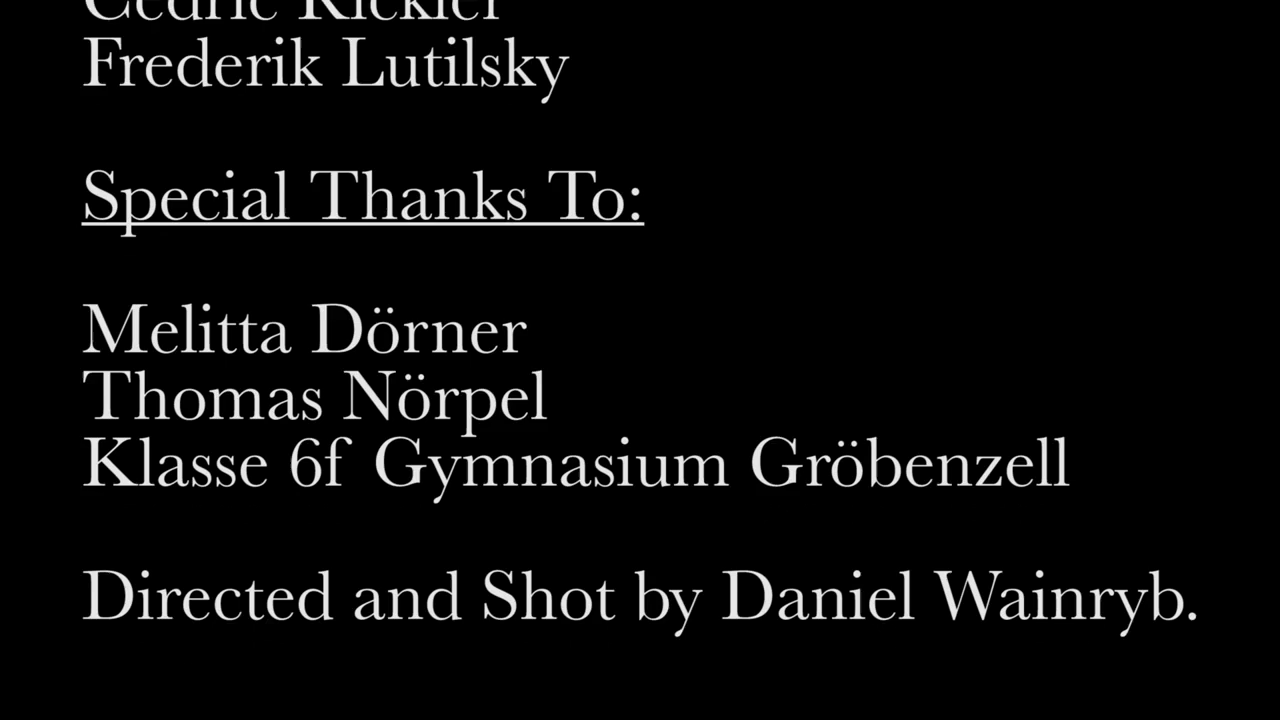 Frederik Lutilsky
Special Thanks To:
Melitta Dörner
Thomas Nörpel
Klasse 6f Gymnasium Gröbenzell
Directed and Shot by Daniel Wainryb.